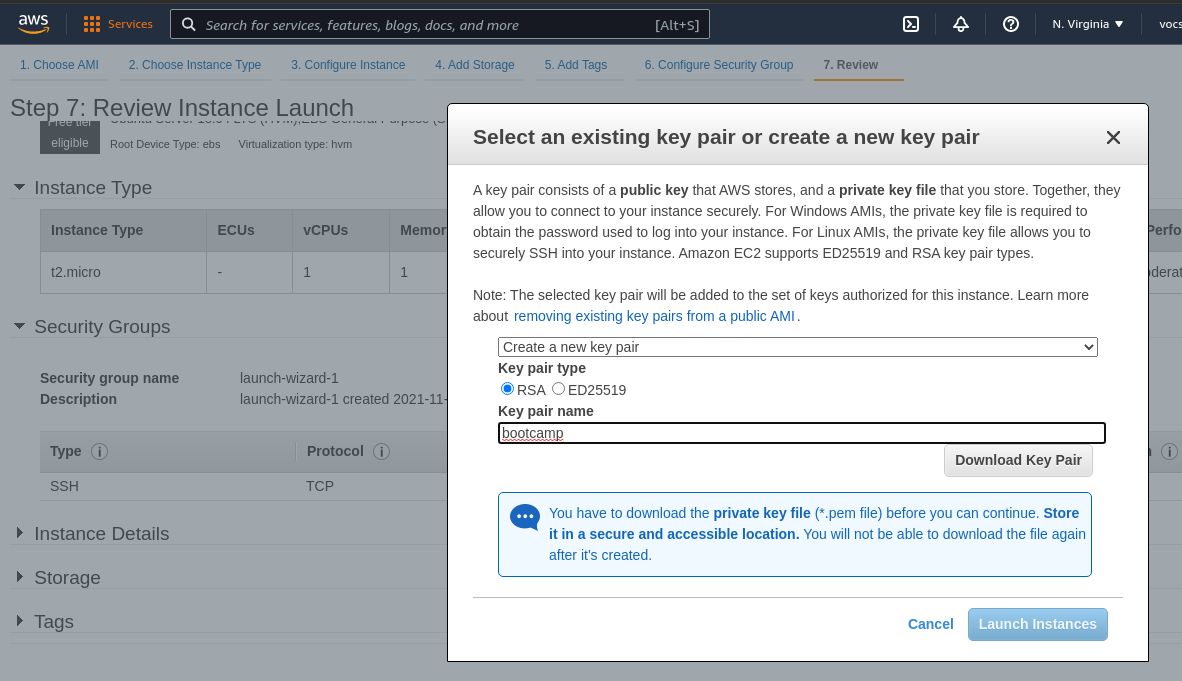 aws
Services
Search for services, features, blogs, docs, and more
[Alt+S]
N. Virginia
vocs
1. Choose AMI
2. Choose Instance Type
3. Configure Instance
4. Add Storage
5. Add Tags
6. Configure Security Group
7. Review
Step 7: Review Instance Launch
Free tier
eligible
Root Device Type: ebs Virtualization type: hvm
Instance Type
Instance Type ECUs vCPUs Memor Perfo
t2.micro - 1 1 oderat
Security Groups
Security group name launch-wizard-1
Description launch-wizard-1 created 2021-11-
Type Protocol
SSH TCP
Instance Details
Storage
Tags
Select an existing key pair or create a new key pair
A key pair consists of a public key that AWS stores, and a private key file that you store. Together, they
allow you to connect to your instance securely. For Windows AMIs, the private key file is required to
obtain the password used to log into your instance. For Linux AMIs, the private key file allows you to
securely SSH into your instance. Amazon EC2 supports ED25519 and RSA key pair types.
Note: The selected key pair will be added to the set of keys authorized for this instance. Learn more
about removing existing key pairs from a public AMI .
Create a new key pair
Key pair type
RSA ED25519
Key pair name
bootcamp
Download Key Pair
You have to download the private key file (*.pem file) before you can continue. Store
it in a secure and accessible location. You will not be able to download the file again
after it's created.
Cancel
Launch Instances